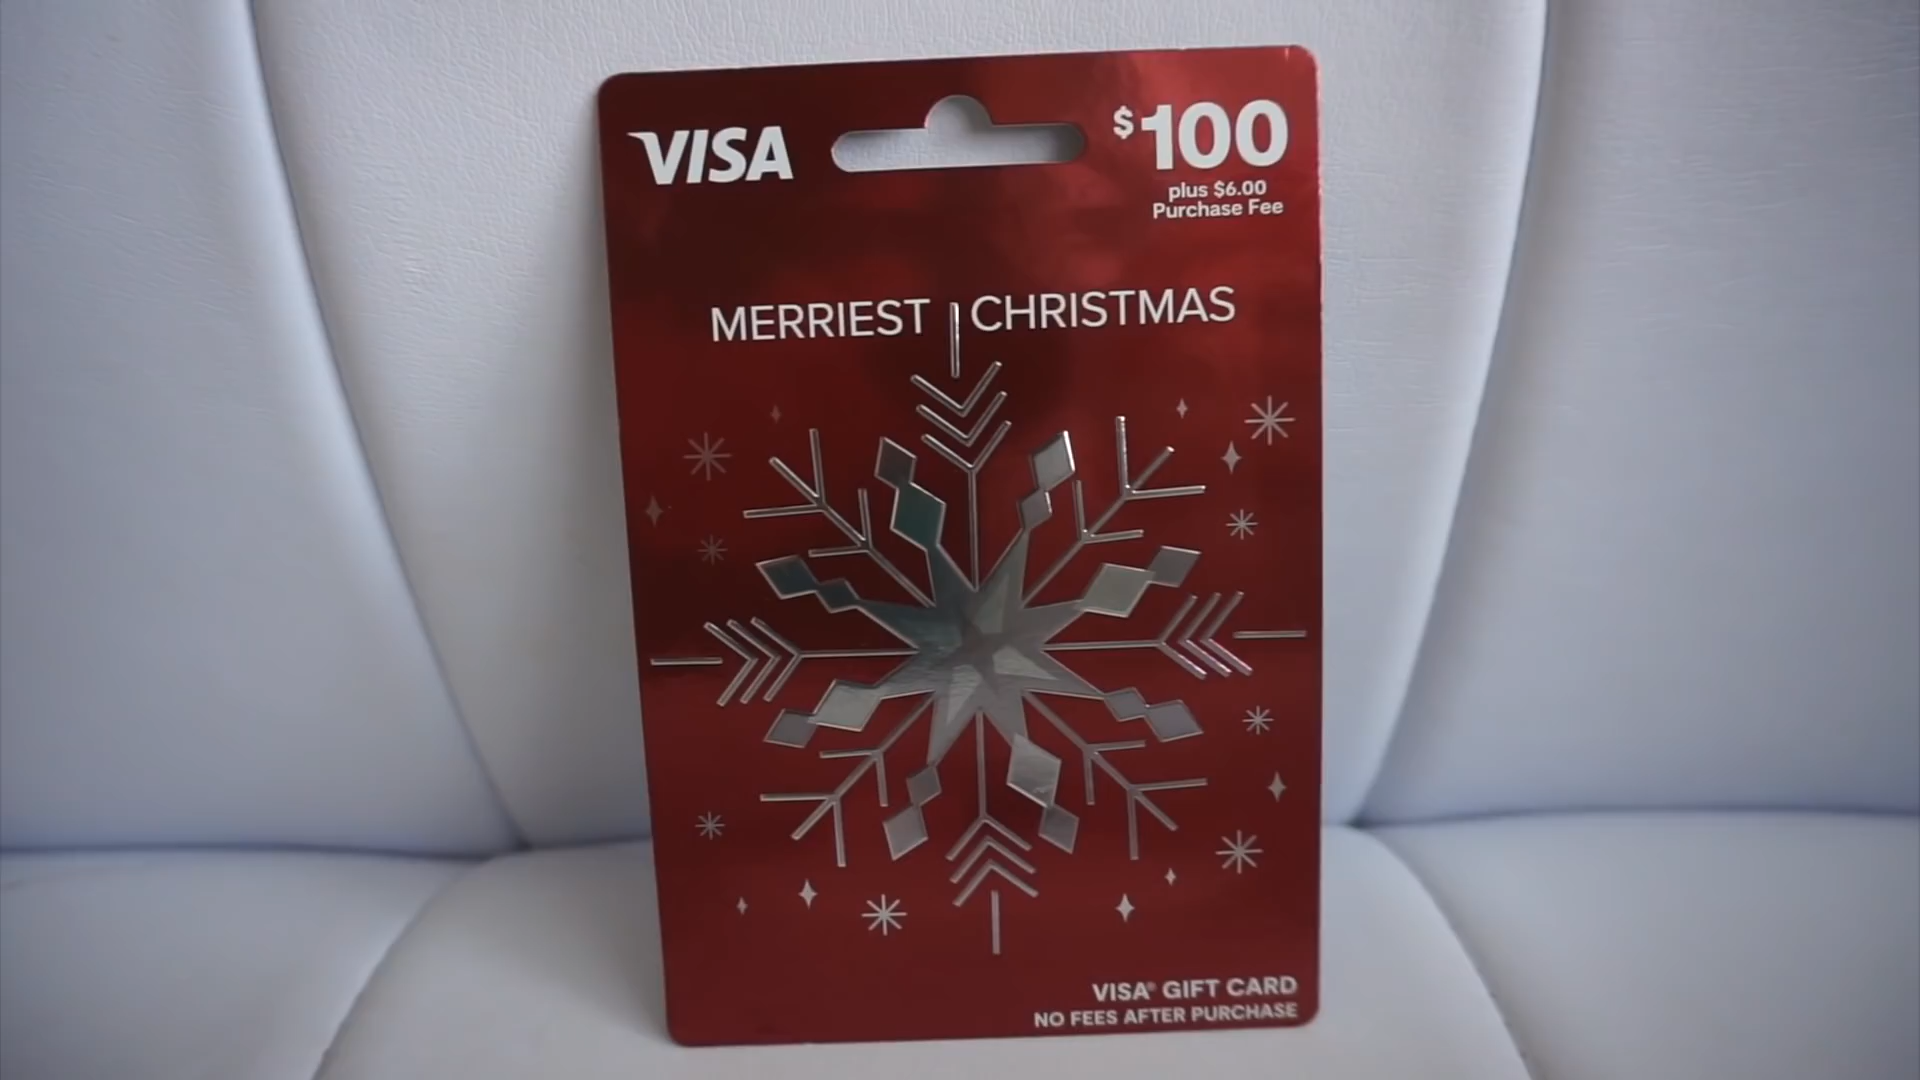 VISA
$100
plus $6.00
Purchase Fee
MERRIEST CHRISTMAS
VISA® GIFT CARD
NO FEES AFTER PURCHASE